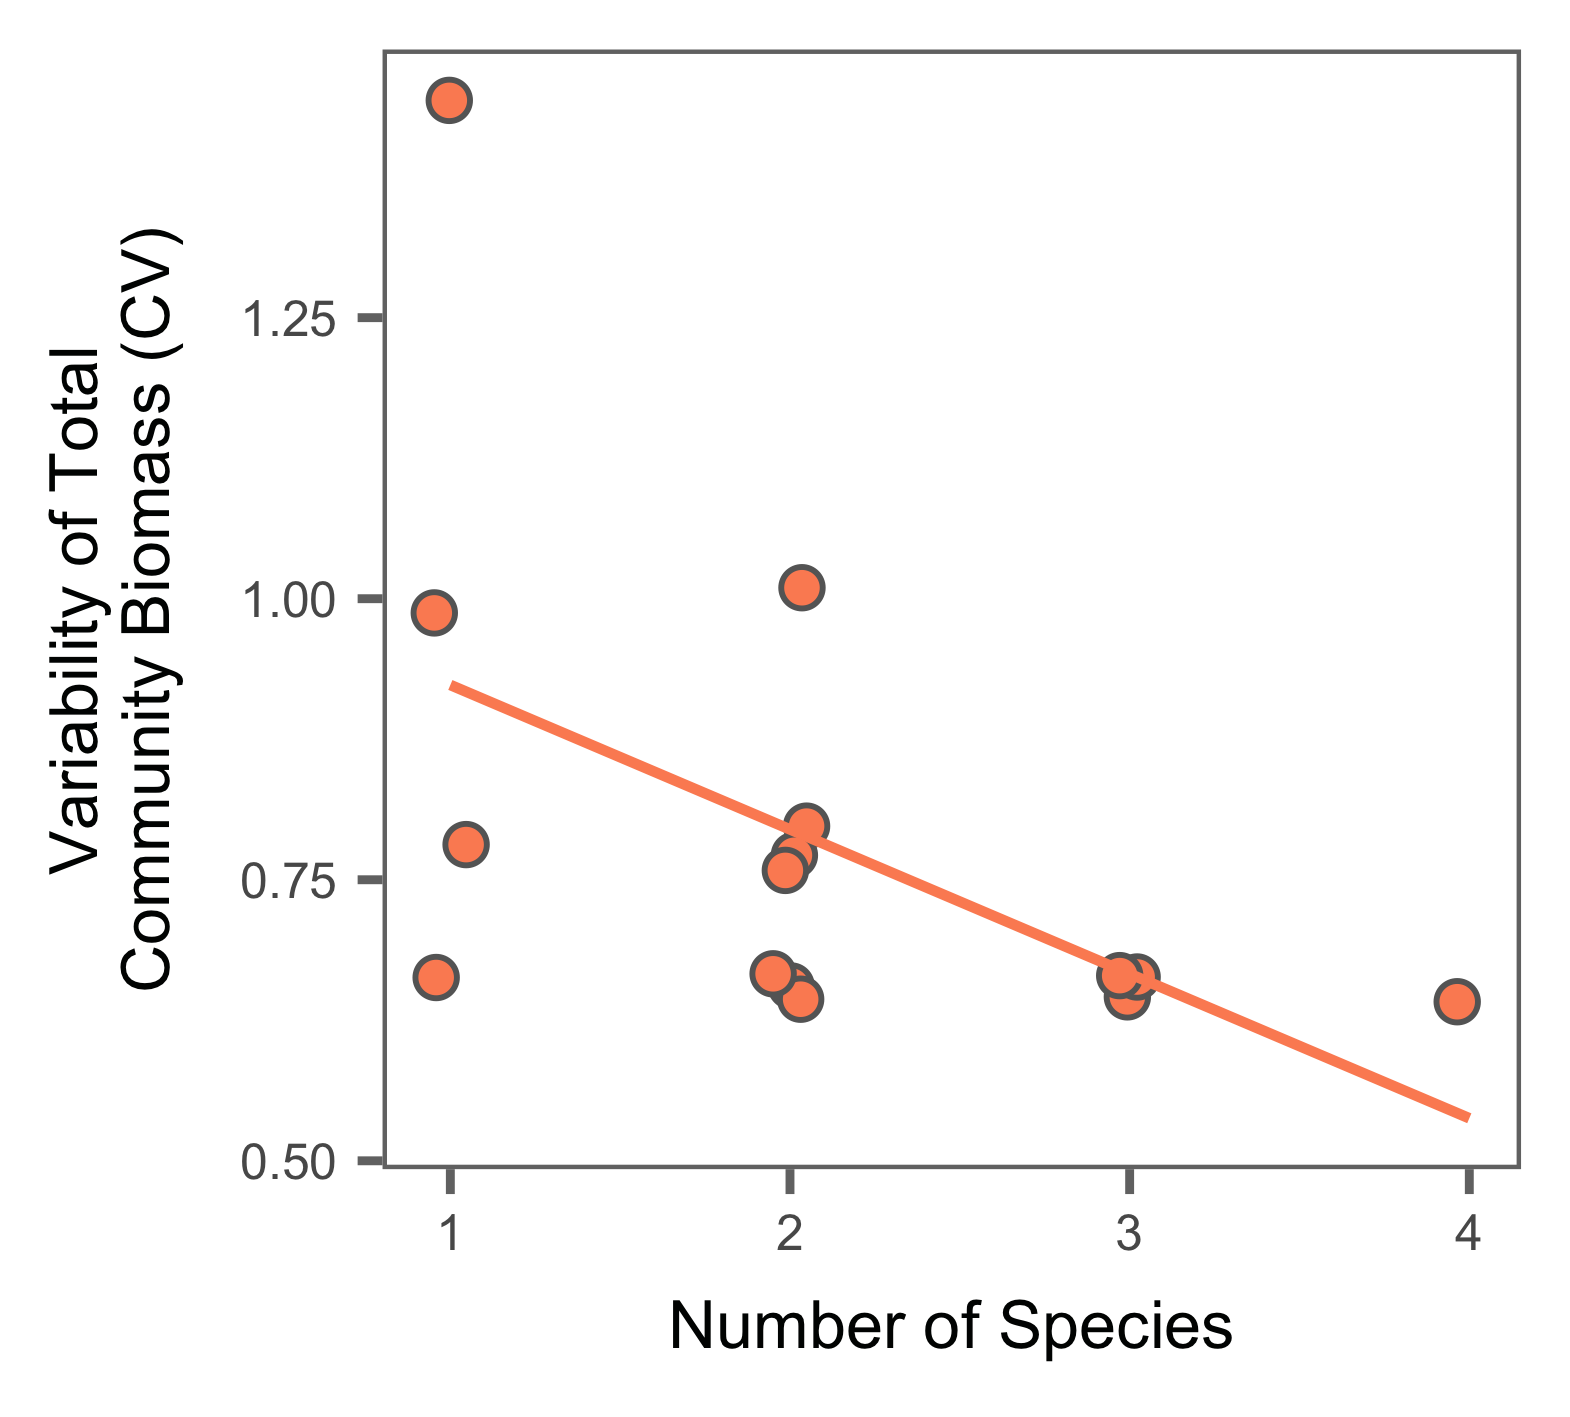 Variability of Total
Community Biomass (CV)
1.25
1.00
0.75
0.50
1 2 3 4
Number of Species